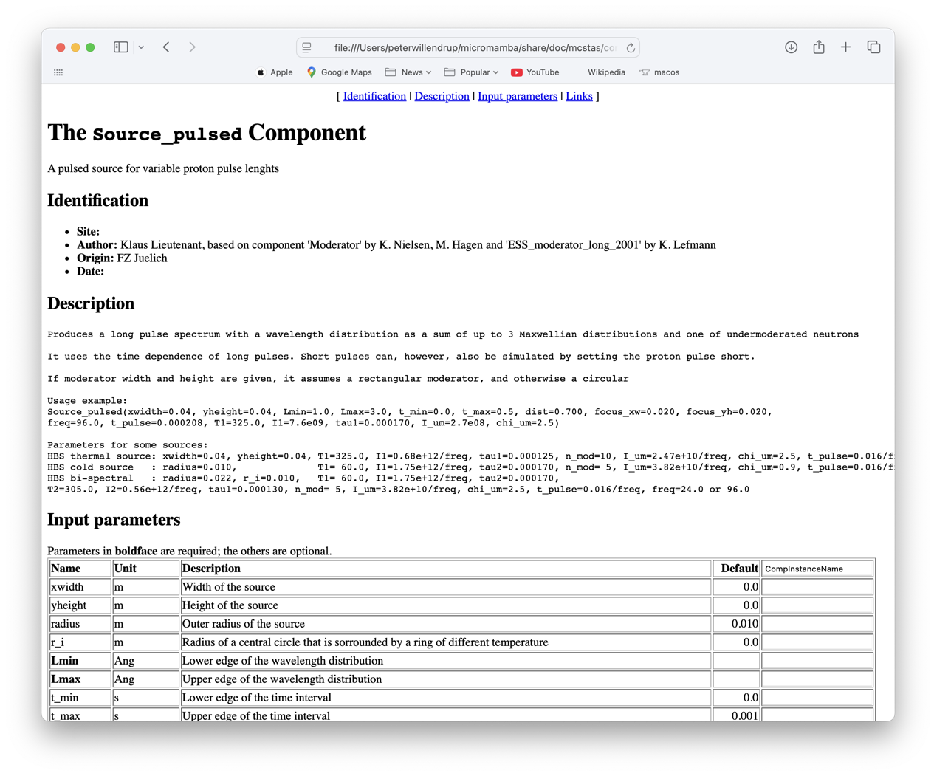 file:///Users/peterwillendrup/micromamba/share/doc/mcstas/co
Apple Google Maps News Popular YouTube Wikipedia macos
[ Identification | Description | Input parameters | Links ]
The Source_pulsed Component
A pulsed source for variable proton pulse lenghts
Identification
• Site:
• Author: Klaus Lieutenant, based on component 'Moderator' by K. Nielsen, M. Hagen and 'ESS_moderator_long_2001' by K. Lefmann
• Origin: FZ Juelich
• Date:
Description
Produces a long pulse spectrum with a wavelength distribution as a sum of up to 3 Maxwellian distributions and one of undermoderated neutrons
It uses the time dependence of long pulses. Short pulses can, however, also be simulated by setting the proton pulse short.
If moderator width and height are given, it assumes a rectangular moderator, and otherwise a circular
Usage example:
Source_pulsed(xwidth=0.04, yheight=0.04, Lmin=1.0, Lmax=3.0, t_min=0.0, t_max=0.5, dist=0.700, focus_xw=0.020, focus_yh=0.020,
freq=96.0, t_pulse=0.000208, T1=325.0, I1=7.6e09, tau1=0.000170, I_um=2.7e08, chi_um=2.5)
Parameters for some sources:
HBS thermal source: xwidth=0.04, yheight=0.04, T1=325.0, I1=0.68e+12/freq, tau1=0.000125, n_mod=10, I_um=2.47e+10/freq, chi_um=2.5, t_pulse=0.016/f
HBS cold source : radius=0.010, T1= 60.0, I1=1.75e+12/freq, tau2=0.000170, n_mod= 5, I_um=3.82e+10/freq, chi_um=0.9, t_pulse=0.016/f
HBS bi-spectral : radius=0.022, r_i=0.010, T1= 60.0, I1=1.75e+12/freq, tau2=0.000170,
T2=305.0, I2=0.56e+12/freq, tau1=0.000130, n_mod= 5, I_um=3.82e+10/freq, chi_um=2.5, t_pulse=0.016/freq, freq=24.0 or 96.0
Input parameters
Parameters in boldface are required; the others are optional.
Name Unit Description Default CompInstanceName
xwidth m Width of the source 0.0
yheight m Height of the source 0.0
radius m Outer radius of the source 0.010
r_i m Radius of a central circle that is sorrounded by a ring of different temperature 0.0
Lmin Ang Lower edge of the wavelength distribution
Lmax Ang Upper edge of the wavelength distribution
t_min s Lower edge of the time interval 0.0
t_max s Upper edge of the time interval 0.001